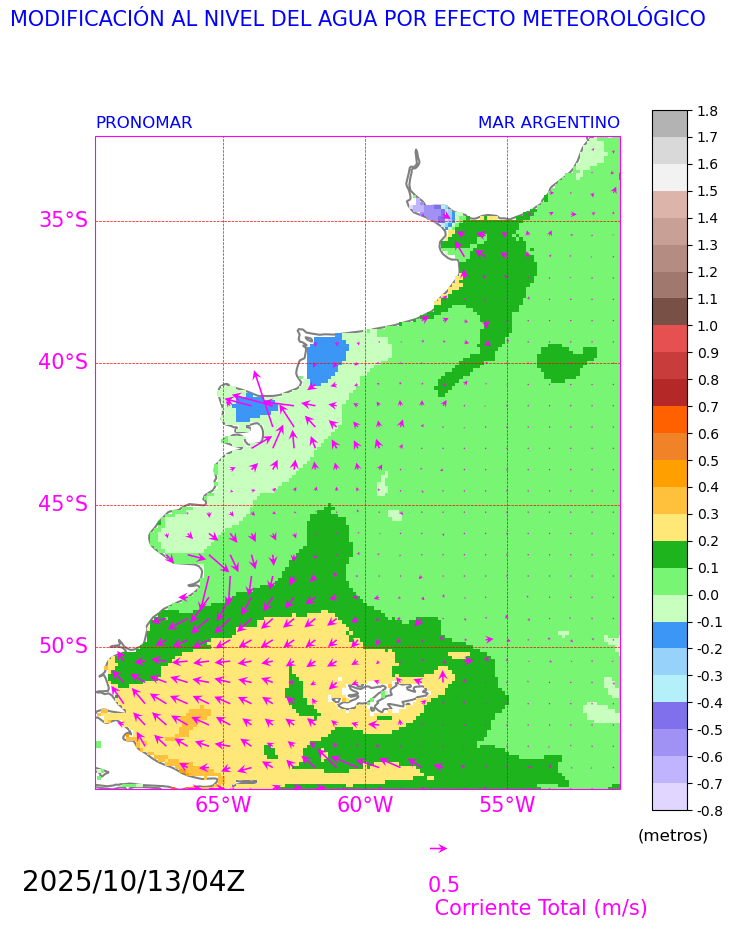 MODIFICACIÓN AL NIVEL DEL AGUA POR EFECTO METEOROLÓGICO
PRONOMAR
MAR ARGENTINO
35°S
40°S
45°S
50°S
65°W
60°W
55°W
1.8
1.7
1.6
1.5
1.4
1.3
1.2
1.1
1.0
0.9
0.8
0.7
0.6
0.5
0.4
0.3
0.2
0.1
0.0
-0.1
-0.2
-0.3
-0.4
-0.5
-0.6
-0.7
-0.8
(metros)
2025/10/13/04Z
0.5
Corriente Total (m/s)